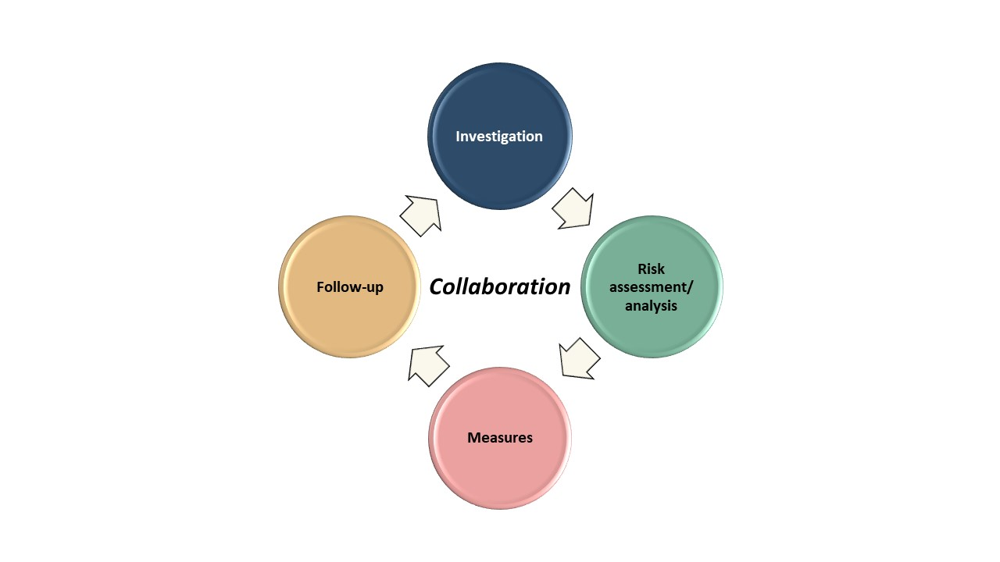 Investigation
Risk
assessment/
analysis
Follow-up
Collaboration
Measures